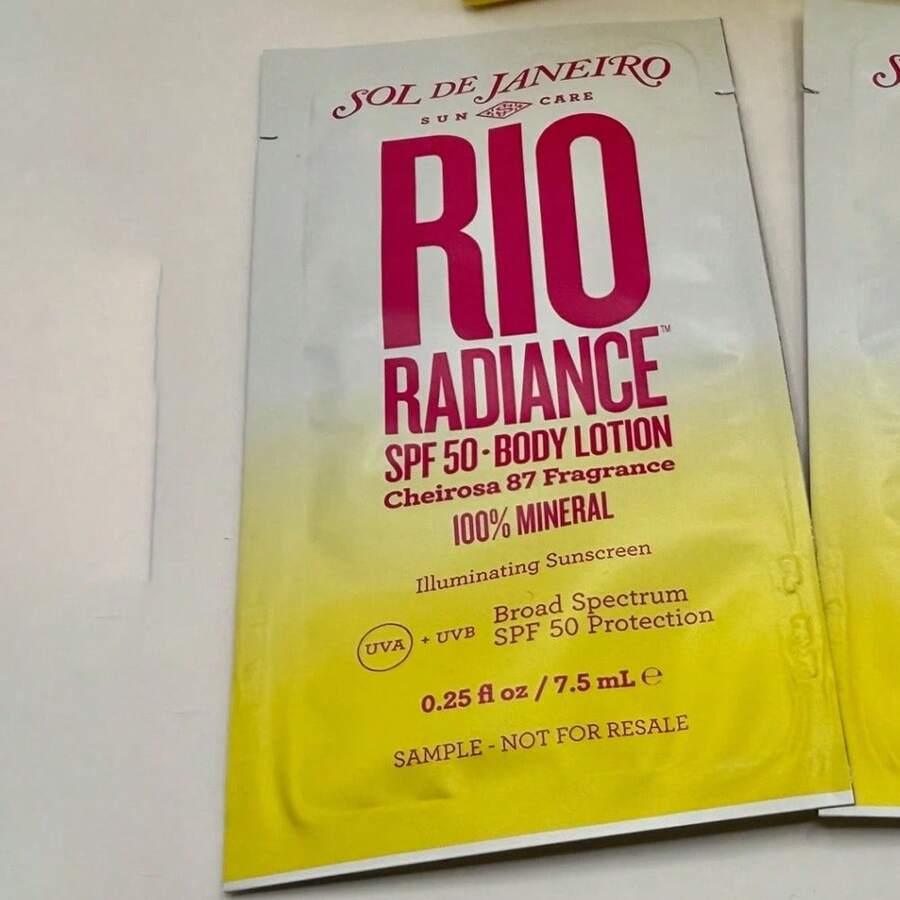 SOL DE JANEIRO
SUN CARE
RIO
RADIANCE™
SPF 50 · BODY LOTION
Cheirosa 87 Fragrance
100% MINERAL
Illuminating Sunscreen
UVA + UVB
Broad Spectrum
SPF 50 Protection
0.25 fl oz / 7.5 mL ℮
SAMPLE - NOT FOR RESALE
S